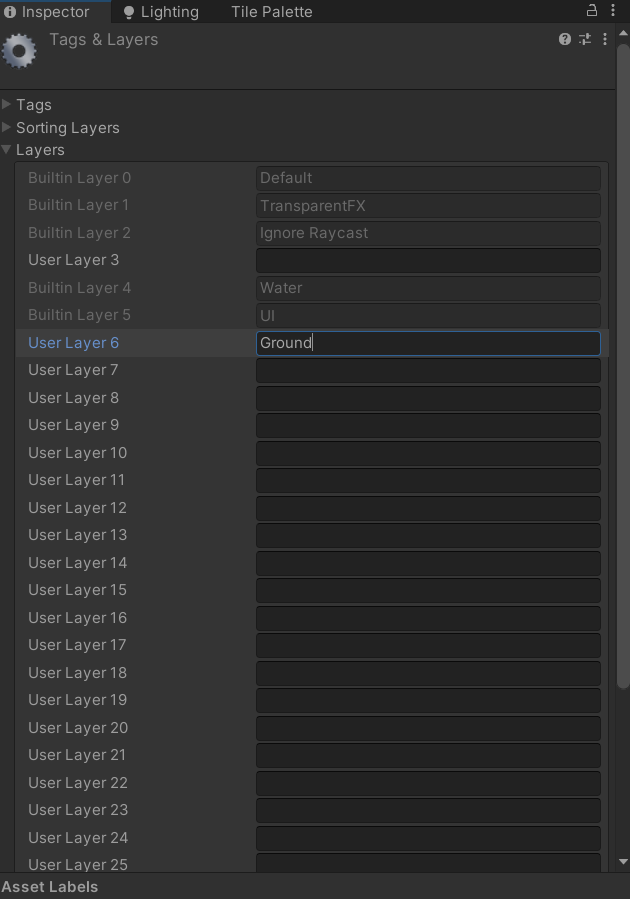 Inspector Lighting Tile Palette
Tags & Layers
Tags
Sorting Layers
Layers
Builtin Layer 0 Default
Builtin Layer 1 TransparentFX
Builtin Layer 2 Ignore Raycast
User Layer 3
Builtin Layer 4 Water
Builtin Layer 5 UI
User Layer 6 Ground
User Layer 7
User Layer 8
User Layer 9
User Layer 10
User Layer 11
User Layer 12
User Layer 13
User Layer 14
User Layer 15
User Layer 16
User Layer 17
User Layer 18
User Layer 19
User Layer 20
User Layer 21
User Layer 22
User Layer 23
User Layer 24
User Layer 25
Asset Labels